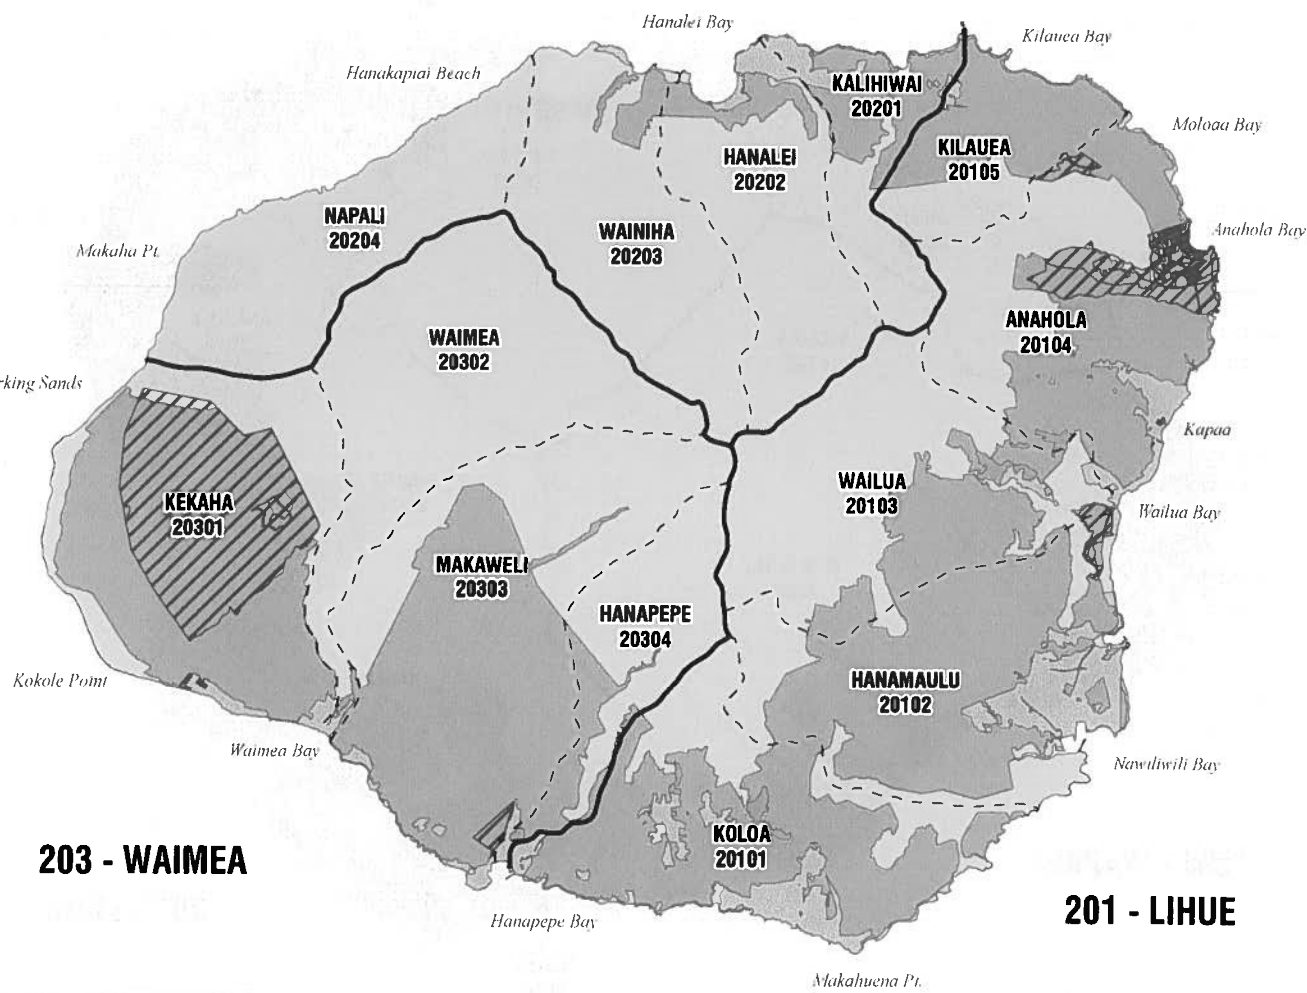 Hanalei Bay
Kilauea Bay
Hanakapiai Beach
KALIHIWAI
20201
Moloaa Bay
KILAUEA
20105
HANALEI
20202
NAPALI
20204
WAINIHA
20203
Anahola Bay
Makaha Pt.
WAIMEA
20302
ANAHOLA
20104
rking Sands
Kapaa
KEKAHA
20301
WAILUA
20103
Wailua Bay
MAKAWELI
20303
HANAPEPE
20304
Kokole Point
HANAMAULU
20102
Waimea Bay
Nawiliwili Bay
KOLOA
20101
203 - WAIMEA
201 - LIHUE
Hanapepe Bay
Makahuena Pt.